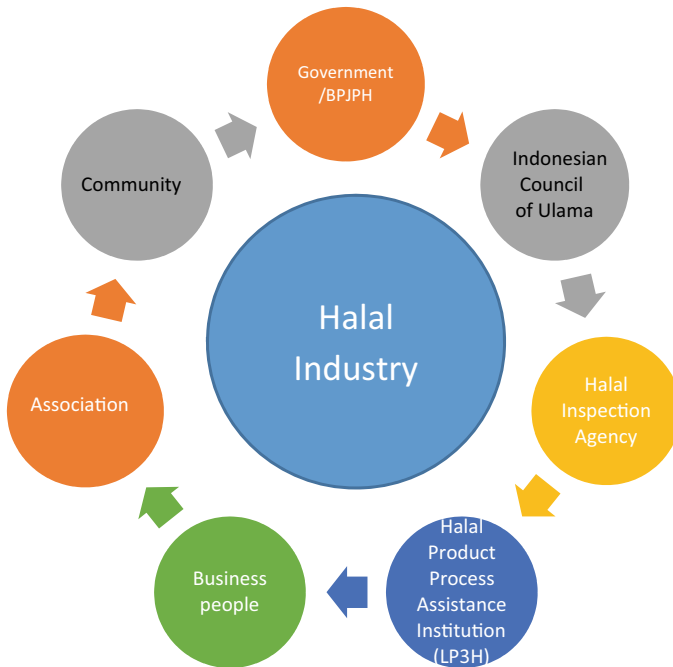 Government
/BPJPH
Indonesian
Council
of Ulama
Halal
Inspection
Agency
Halal
Product
Process
Assistance
Institution
(LP3H)
Business
people
Association
Community
Halal
Industry